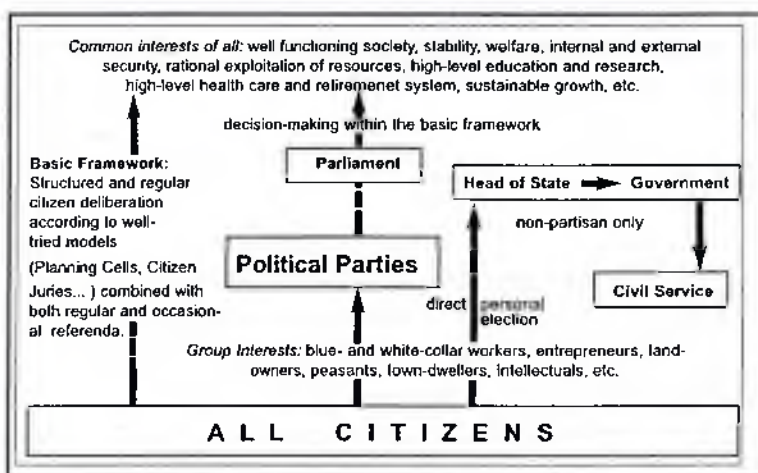 Common interests of all: well functioning society, stability, welfare, internal and external
security, rational exploitation of resources, high-level education and research,
high-level health care and reliremenet system, sustainable growth, etc.
decision-making within the basic framework
Basic Framework:
Structured and regular
citizen deliberation
according to well-
tried models
(Planning Cells, Citizen
Juries... ) combined with
both regular and occasion-
al referenda.
Parliament
Head of State
Government
non-partisan only
Political Parties
Civil Service
direct personal
election
Group Interests: blue- and white-collar workers, entrepreneurs, land-
owners, peasants, town-dwellers, intellectuals, etc.
ALL CITIZENS